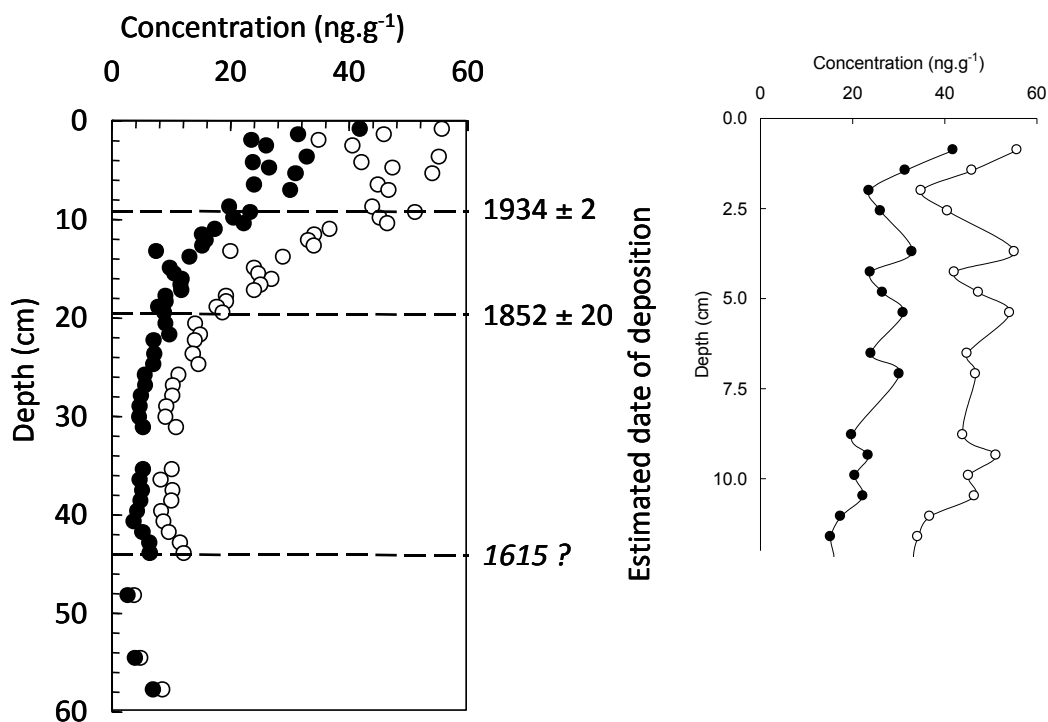 Concentration (ng.g-1)
0 20 40 60
0
10
20
30
40
50
60
Depth (cm)
1934 ± 2
1852 ± 20
1615 ?
Estimated date of deposition
Concentration (ng.g-1)
0 20 40 60
0.0
2.5
5.0
7.5
10.0
Depth (cm)